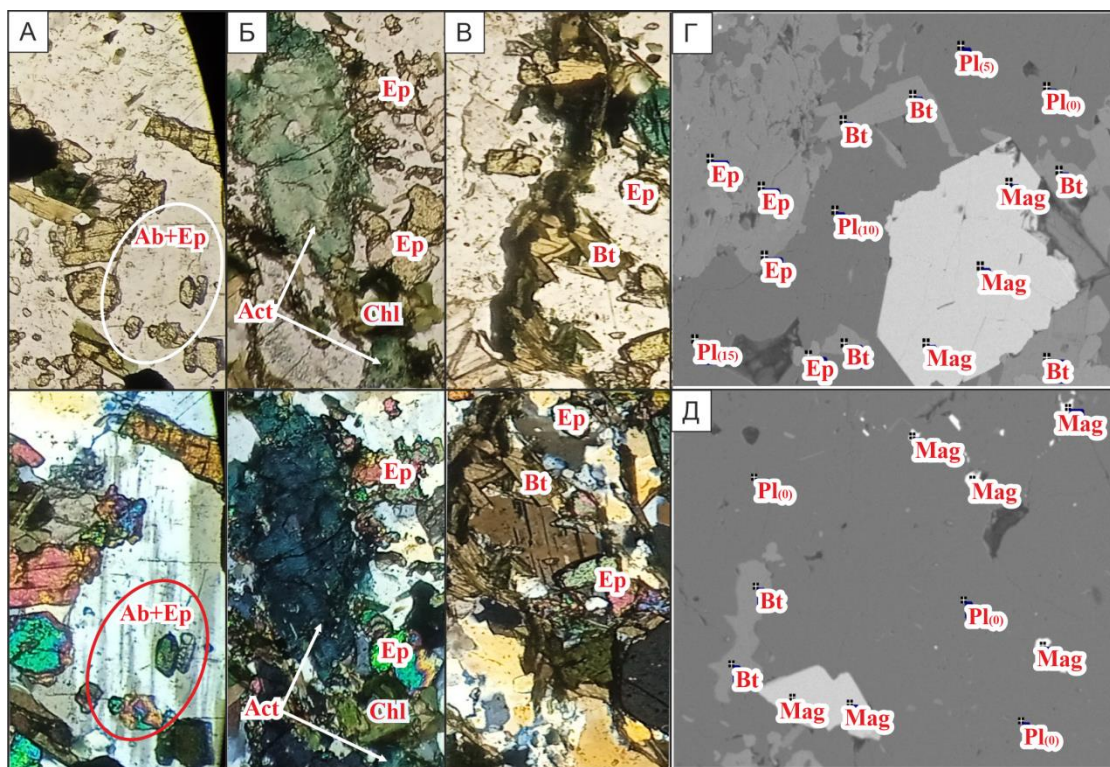 А
Ab+Ep
Ab+Ep
Б
Ep
Ep
Act
Chl
Ep
Ep
Act
Chl
В
Ep
Bt
Ep
Bt
Ep
Г
Pl(5)
Pl(0)
Bt
Bt
Ep
Ep
Mag
Bt
Pl(10)
Ep
Mag
Pl(15)
Ep
Bt
Mag
Bt
Д
Mag
Mag
Pl(0)
Mag
Bt
Pl(0)
Mag
Bt
Mag
Mag
Pl(0)